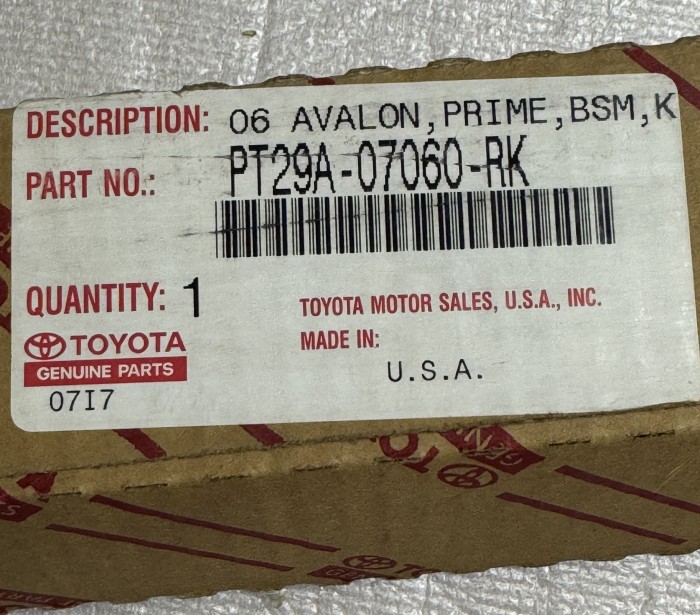 DESCRIPTION: 06 AVALON,PRIME,BSM,K
PART NO.: PT29A-07060-RK
QUANTITY: 1
TOYOTA MOTOR SALES, U.S.A., INC.
TOYOTA
MADE IN:
GENUINE PARTS
U.S.A.
07I7